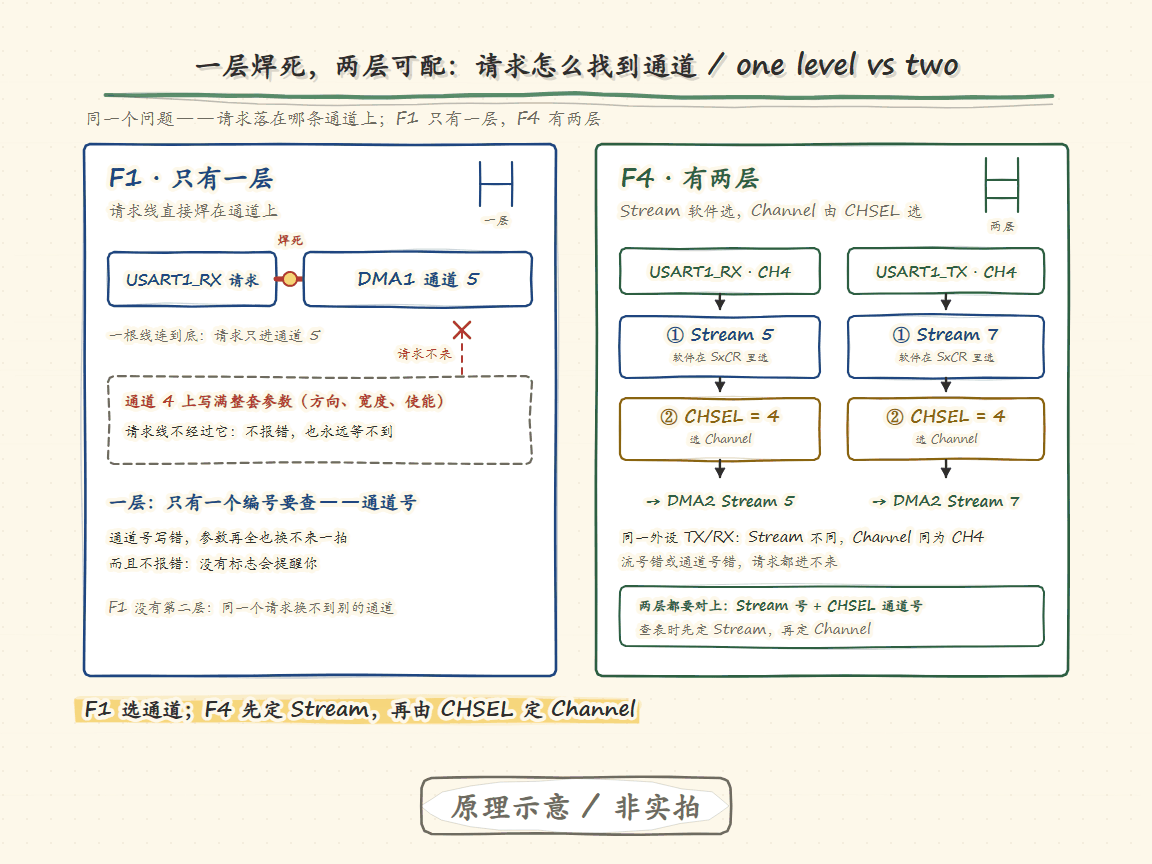 一层焊死，两层可配：请求怎么找到通道 / one level vs two
同一个问题——请求落在哪条通道上；F1 只有一层，F4 有两层
F1 · 只有一层
请求线直接焊在通道上
一层
焊死
USART1_RX 请求
DMA1 通道 5
一根线连到底：请求只进通道 5
请求不来
通道 4 上写满整套参数（方向、宽度、使能）
请求线不经过它：不报错，也永远等不到
一层：只有一个编号要查——通道号
通道号写错，参数再全也换不来一拍
而且不报错：没有标志会提醒你
F1 没有第二层：同一个请求换不到别的通道
F4 · 有两层
Stream 软件选，Channel 由 CHSEL 选
两层
USART1_RX · CH4
USART1_TX · CH4
① Stream 5
软件在 SxCR 里选
① Stream 7
软件在 SxCR 里选
② CHSEL = 4
选 Channel
② CHSEL = 4
选 Channel
→ DMA2 Stream 5
→ DMA2 Stream 7
同一外设 TX/RX：Stream 不同，Channel 同为 CH4
流号错或通道号错，请求都进不来
两层都要对上：Stream 号 + CHSEL 通道号
查表时先定 Stream，再定 Channel
F1 选通道；F4 先定 Stream，再由 CHSEL 定 Channel
原理示意 / 非实拍